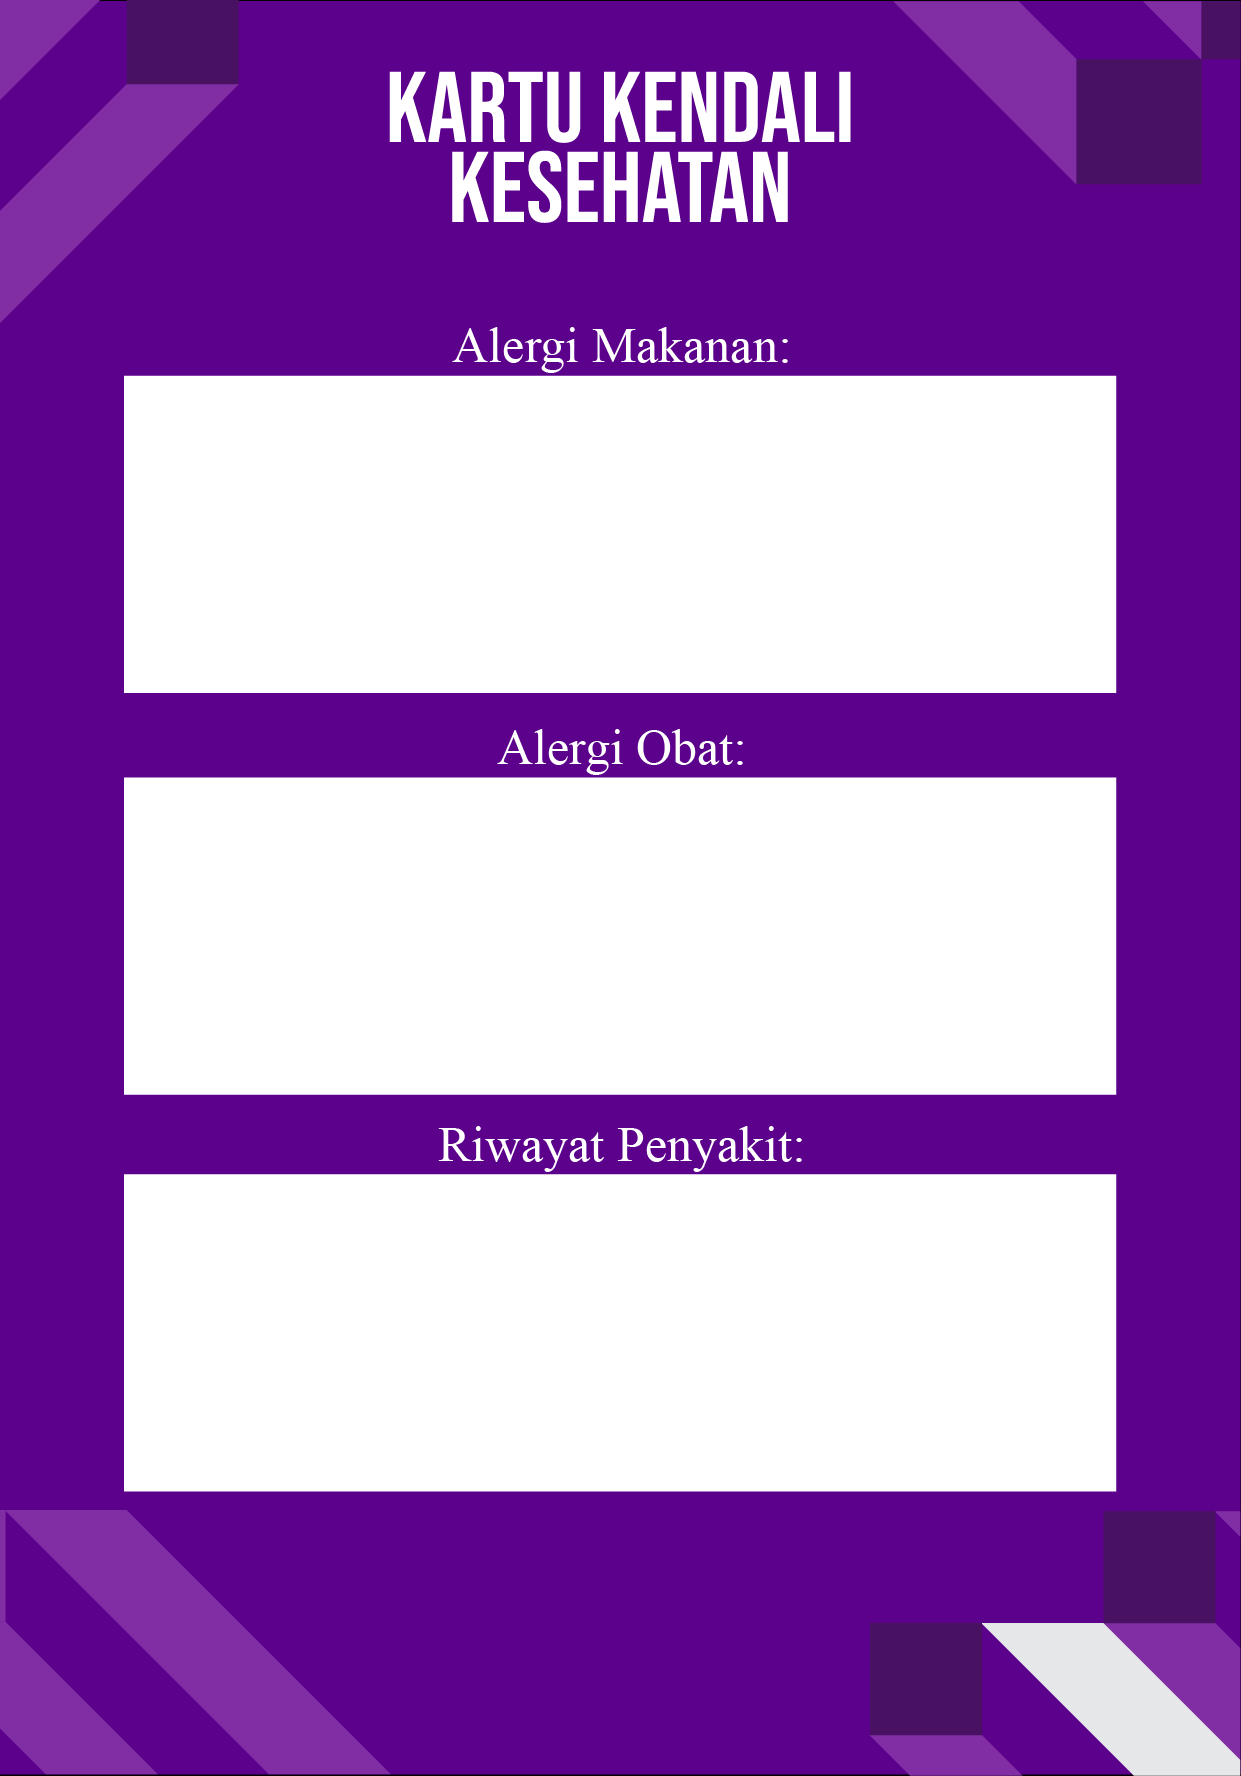 KARTU KENDALI
KESEHATAN
Alergi Makanan:
Alergi Obat:
Riwayat Penyakit: